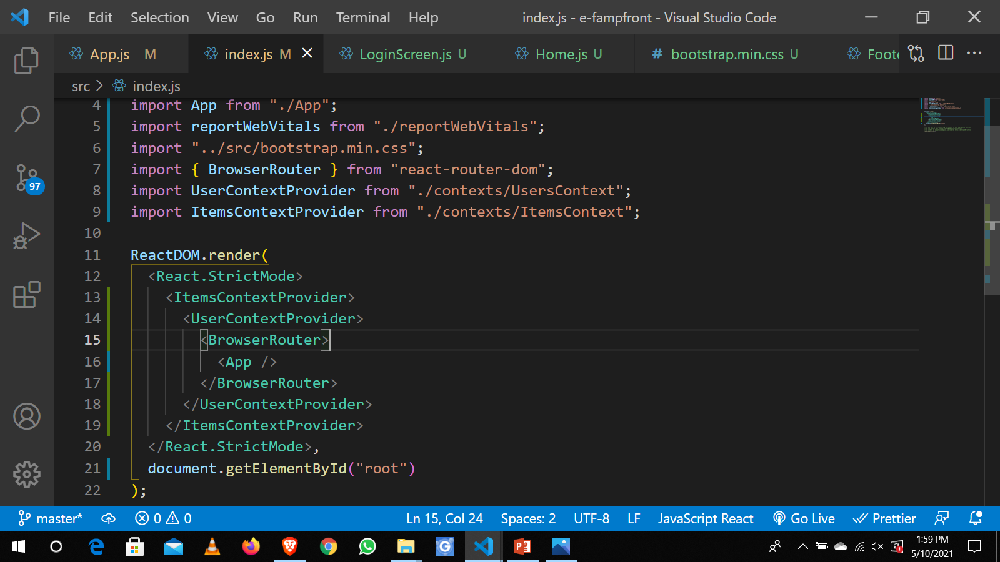 File Edit Selection View Go Run Terminal Help index.js - e-fampfront - Visual Studio Code
App.js M index.js M LoginScreen.js U Home.js U # bootstrap.min.css U Foote
src > index.js
4 import App from "./App";
5 import reportWebVitals from "./reportWebVitals";
6 import "../src/bootstrap.min.css";
7 import { BrowserRouter } from "react-router-dom";
8 import UserContextProvider from "./contexts/UsersContext";
9 import ItemsContextProvider from "./contexts/ItemsContext";
10
11 ReactDOM.render(
12 <React.StrictMode>
13 <ItemsContextProvider>
14 <UserContextProvider>
15 <BrowserRouter>
16 <App />
17 </BrowserRouter>
18 </UserContextProvider>
19 </ItemsContextProvider>
20 </React.StrictMode>,
21 document.getElementById("root")
22 );
97
master* 0 0 Ln 15, Col 24 Spaces: 2 UTF-8 LF JavaScript React Go Live Prettier
1:59 PM
5/10/2021